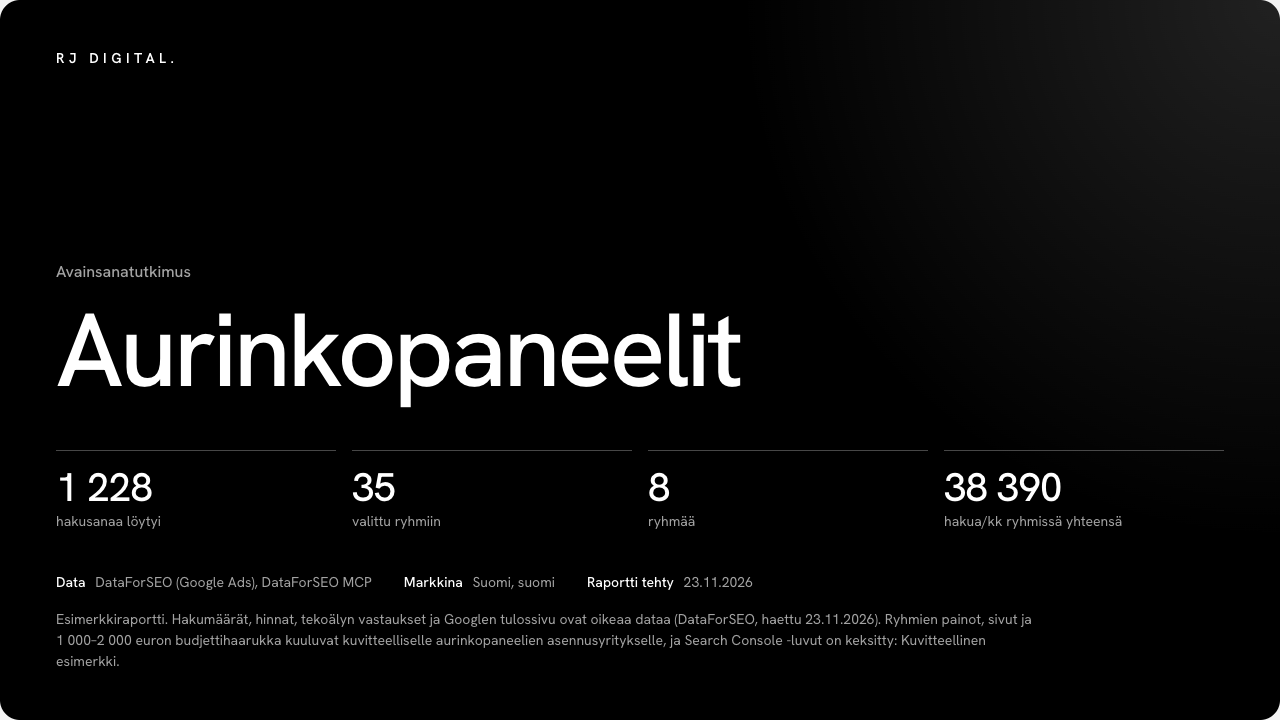 RJ DIGITAL.
Avainsanatutkimus
Aurinkopaneelit
1 228
hakusanaa löytyi
35
valittu ryhmiin
8
ryhmää
38 390
hakua/kk ryhmissä yhteensä
Data DataForSEO (Google Ads), DataForSEO MCP Markkina Suomi, suomi Raportti tehty 23.11.2026
Esimerkkiraportti. Hakumäärät, hinnat, tekoälyn vastaukset ja Googlen tulossivu ovat oikeaa dataa (DataForSEO, haettu 23.11.2026). Ryhmien painot, sivut ja
1 000–2 000 euron budjettihaarukka kuuluvat kuvitteelliselle aurinkopaneelien asennusyritykselle, ja Search Console -luvut on keksitty: Kuvitteellinen
esimerkki.